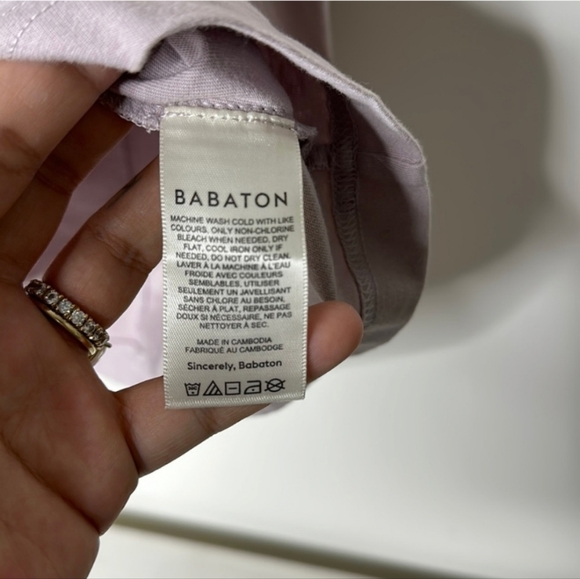 BABATON
MACHINE WASH COLD WITH LIKE
COLOURS, ONLY NON-CHLORINE
BLEACH WHEN NEEDED, DRY
FLAT, COOL IRON ONLY IF
NEEDED, DO NOT DRY CLEAN.
LAVER À LA MACHINE À L'EAU
FROIDE AVEC COULEURS
SEMBLABLES, UTILISER
SEULEMENT UN JAVELLISANT
SANS CHLORE AU BESOIN,
SÉCHER À PLAT, REPASSAGE
DOUX SI NÉCESSAIRE, NE PAS
NETTOYER À SEC.
MADE IN CAMBODIA
FABRIQUÉ AU CAMBODGE
Sincerely, Babaton